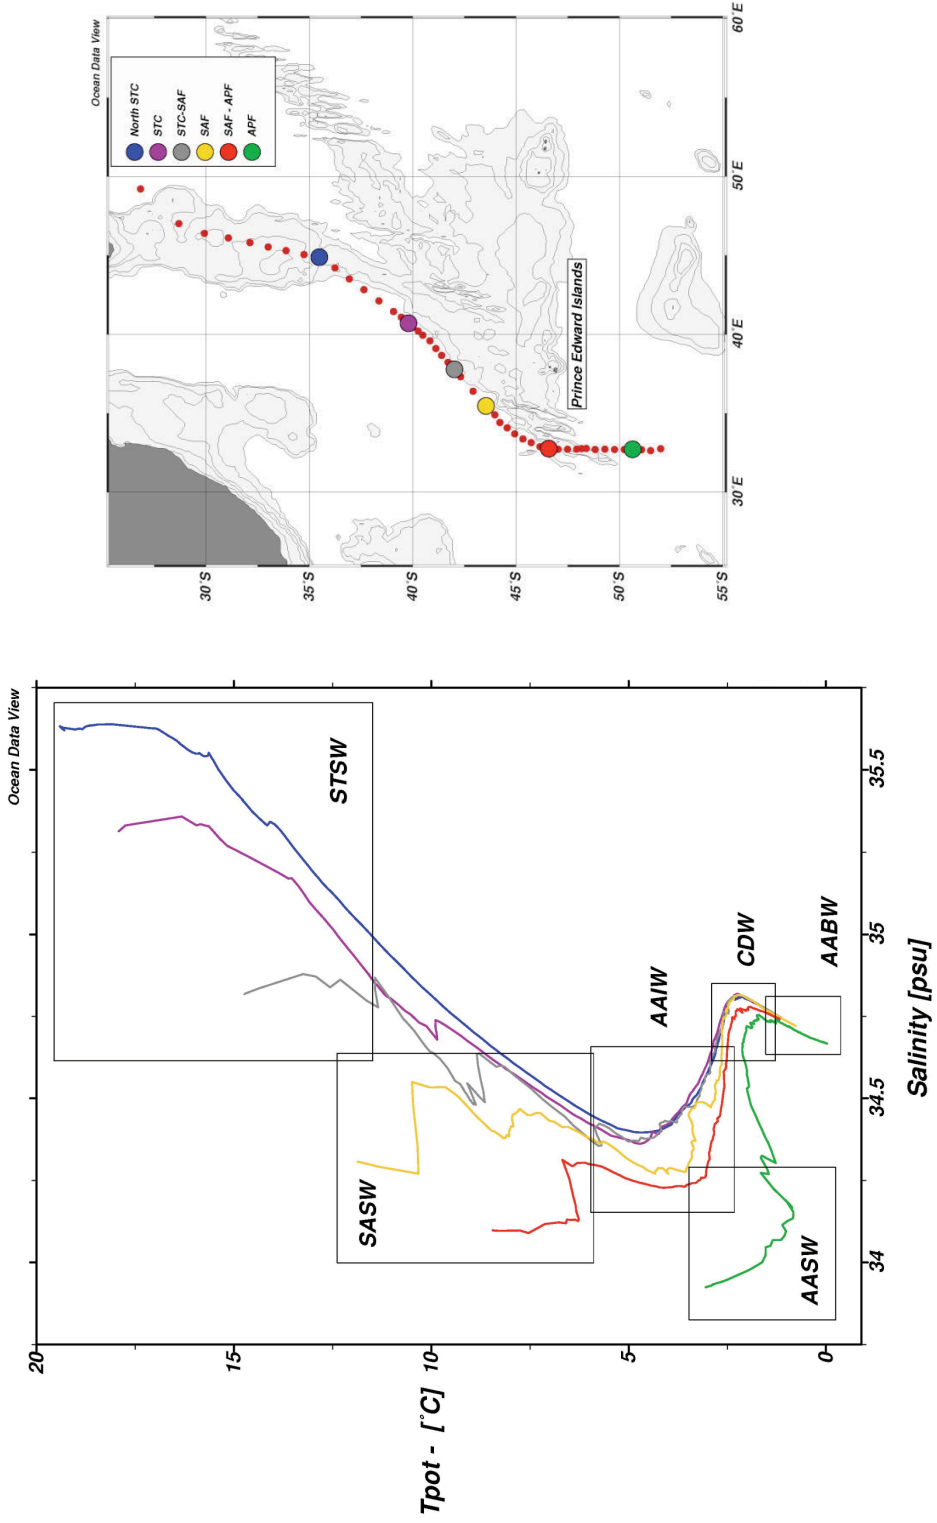 Ocean Data View
20
15
10
5
0
Tpot - [°C]
34
34.5
35
35.5
Salinity [psu]
STSW
SASW
AAIW
CDW
AABW
AASW
Ocean Data View
North STC
STC
STC-SAF
SAF
SAF - APF
APF
Prince Edward Islands
60°E
50°E
40°E
30°E
30°S
35°S
40°S
45°S
50°S
55°S